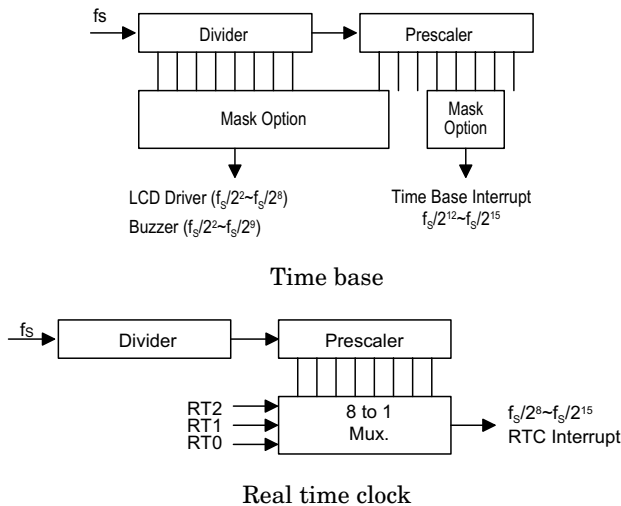 fs
Divider
Prescaler
Mask Option
Mask
Option
LCD Driver (fS/2²~fS/2⁸)
Buzzer (fS/2²~fS/2⁹)
Time Base Interrupt
fS/2¹²~fS/2¹⁵
Time base
fS
Divider
Prescaler
RT2
RT1
RT0
8 to 1
Mux.
fS/2⁸~fS/2¹⁵
RTC Interrupt
Real time clock